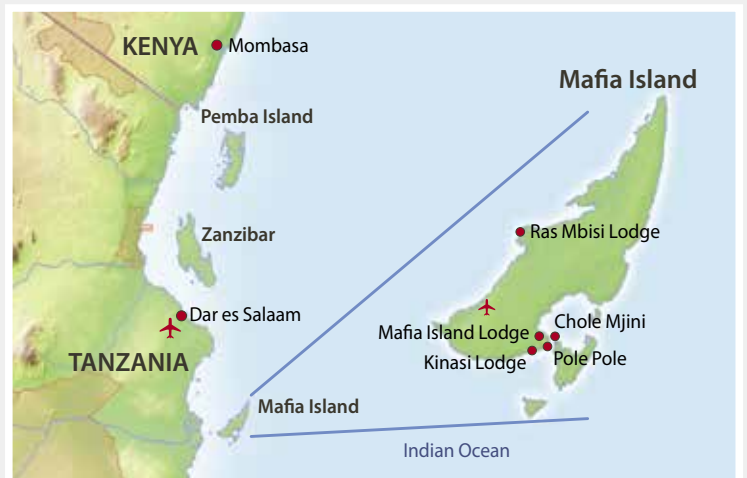 KENYA
Mombasa
Mafia Island
Pemba Island
Zanzibar
Ras Mbisi Lodge
Dar es Salaam
Chole Mjini
Mafia Island Lodge
TANZANIA
Kinasi Lodge
Pole Pole
Mafia Island
Indian Ocean